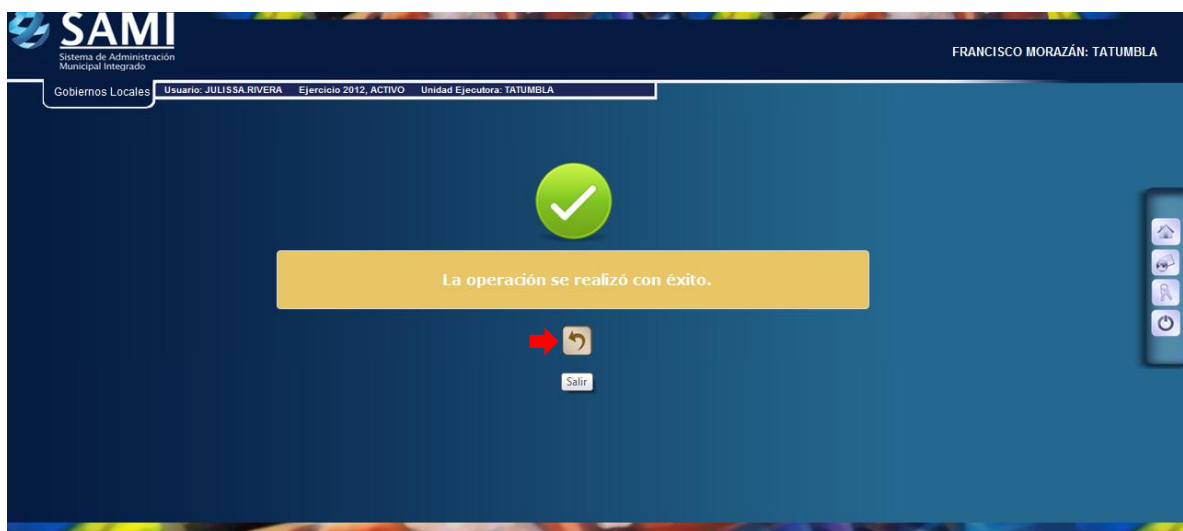 SAMI
Sistema de Administración
Municipal Integrado
FRANCISCO MORAZÁN: TATUMBLA
Gobiernos Locales
Usuario: JULISSA.RIVERA Ejercicio 2012, ACTIVO Unidad Ejecutora: TATUMBLA
La operación se realizó con éxito.
Salir